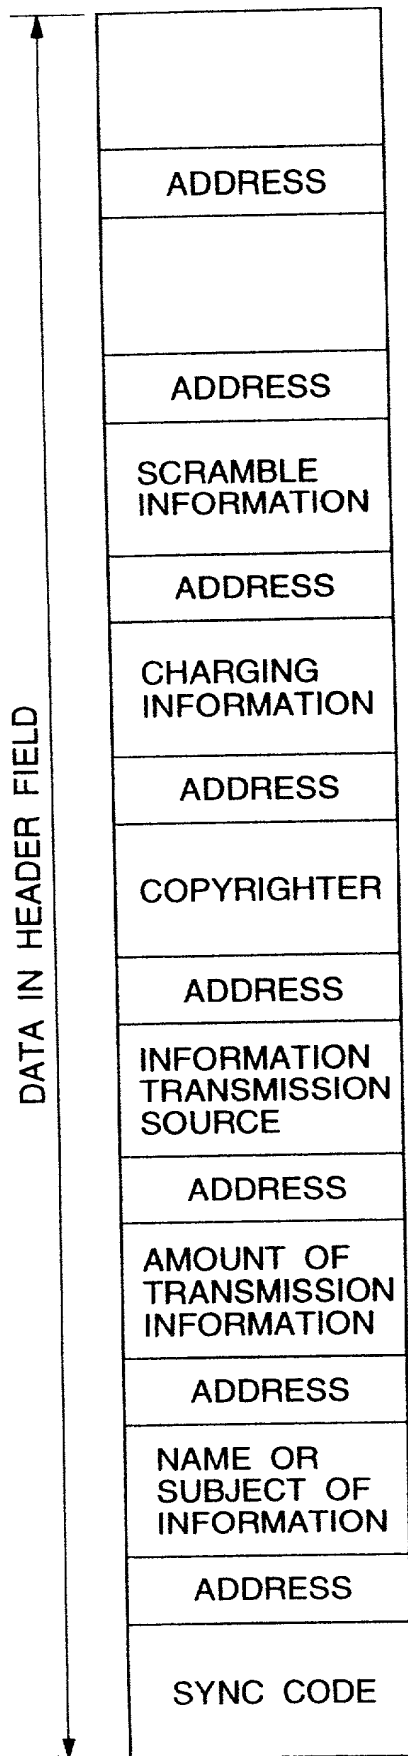 DATA IN HEADER FIELD
ADDRESS
ADDRESS
SCRAMBLE
INFORMATION
ADDRESS
CHARGING
INFORMATION
ADDRESS
COPYRIGHTER
ADDRESS
INFORMATION
TRANSMISSION
SOURCE
ADDRESS
AMOUNT OF
TRANSMISSION
INFORMATION
ADDRESS
NAME OR
SUBJECT OF
INFORMATION
ADDRESS
SYNC CODE